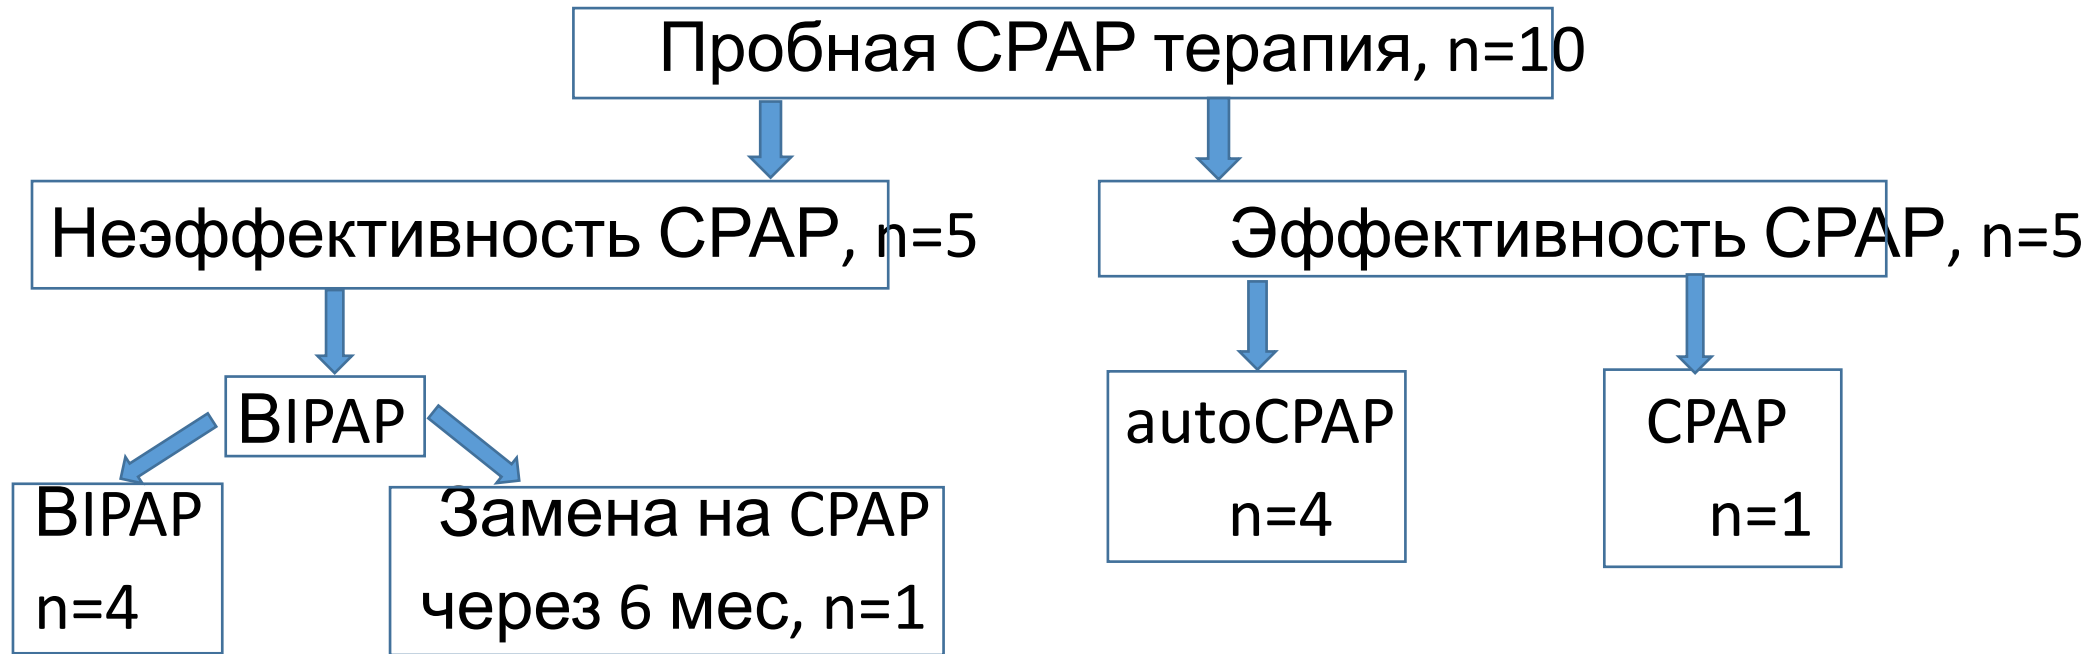 Пробная CPAP терапия, n=10
Неэффективность CPAP, n=5
Эффективность CPAP, n=5
BIPAP
autoCPAP
n=4
CPAP
n=1
BIPAP
n=4
Замена на CPAP
через 6 мес, n=1